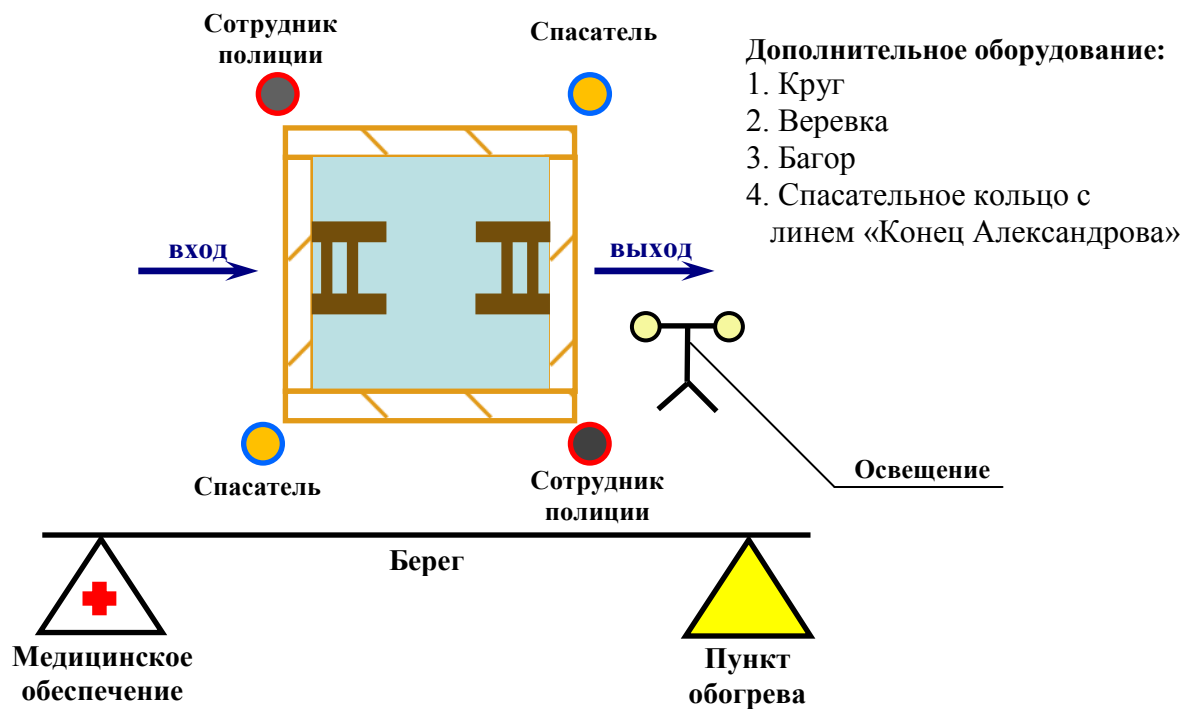 Сотрудник
полиции
Спасатель
Дополнительное оборудование:
1. Круг
2. Веревка
3. Багор
4. Спасательное кольцо с
линем «Конец Александрова»
вход
выход
Освещение
Спасатель
Сотрудник
полиции
Берег
Медицинское
обеспечение
Пункт
обогрева